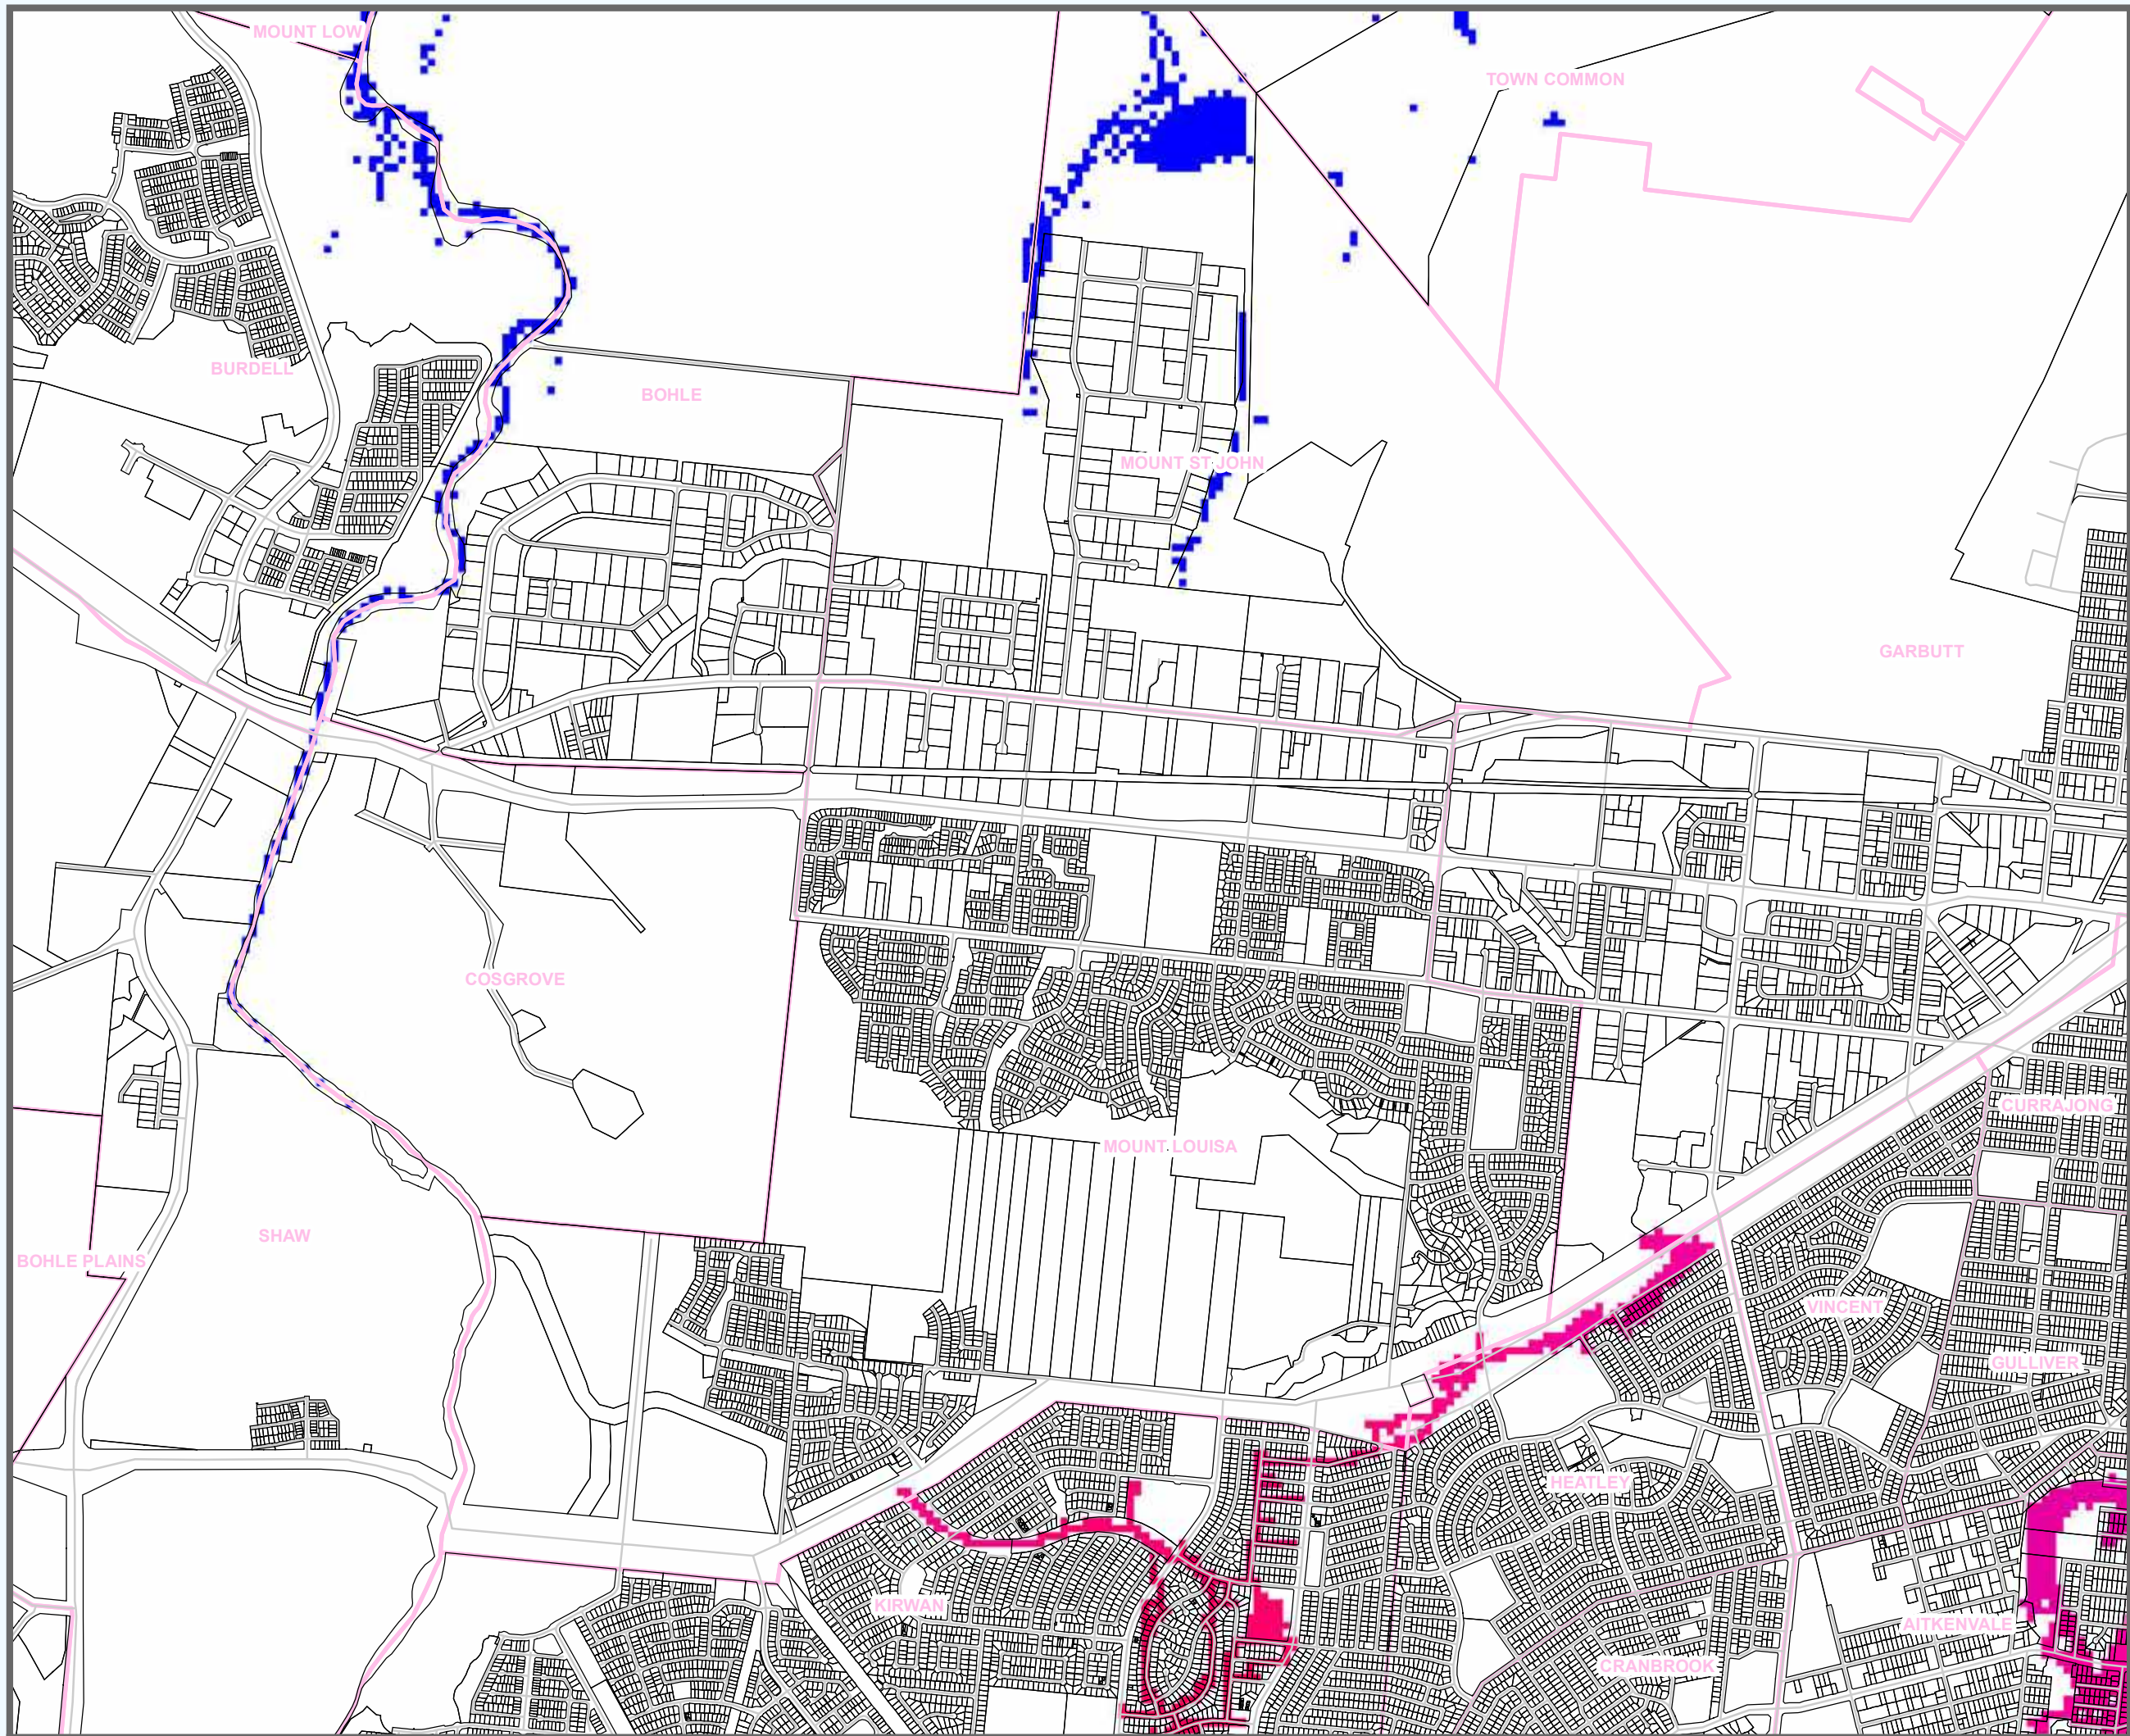 MOUNT LOW
TOWN COMMON
BURDELL
BOHLE
MOUNT ST JOHN
GARBUTT
COSGROVE
CURRAJONG
MOUNT LOUISA
SHAW
BOHLE PLAINS
VINCENT
GULLIVER
HEATLEY
KIRWAN
AITKENVALE
CRANBROOK